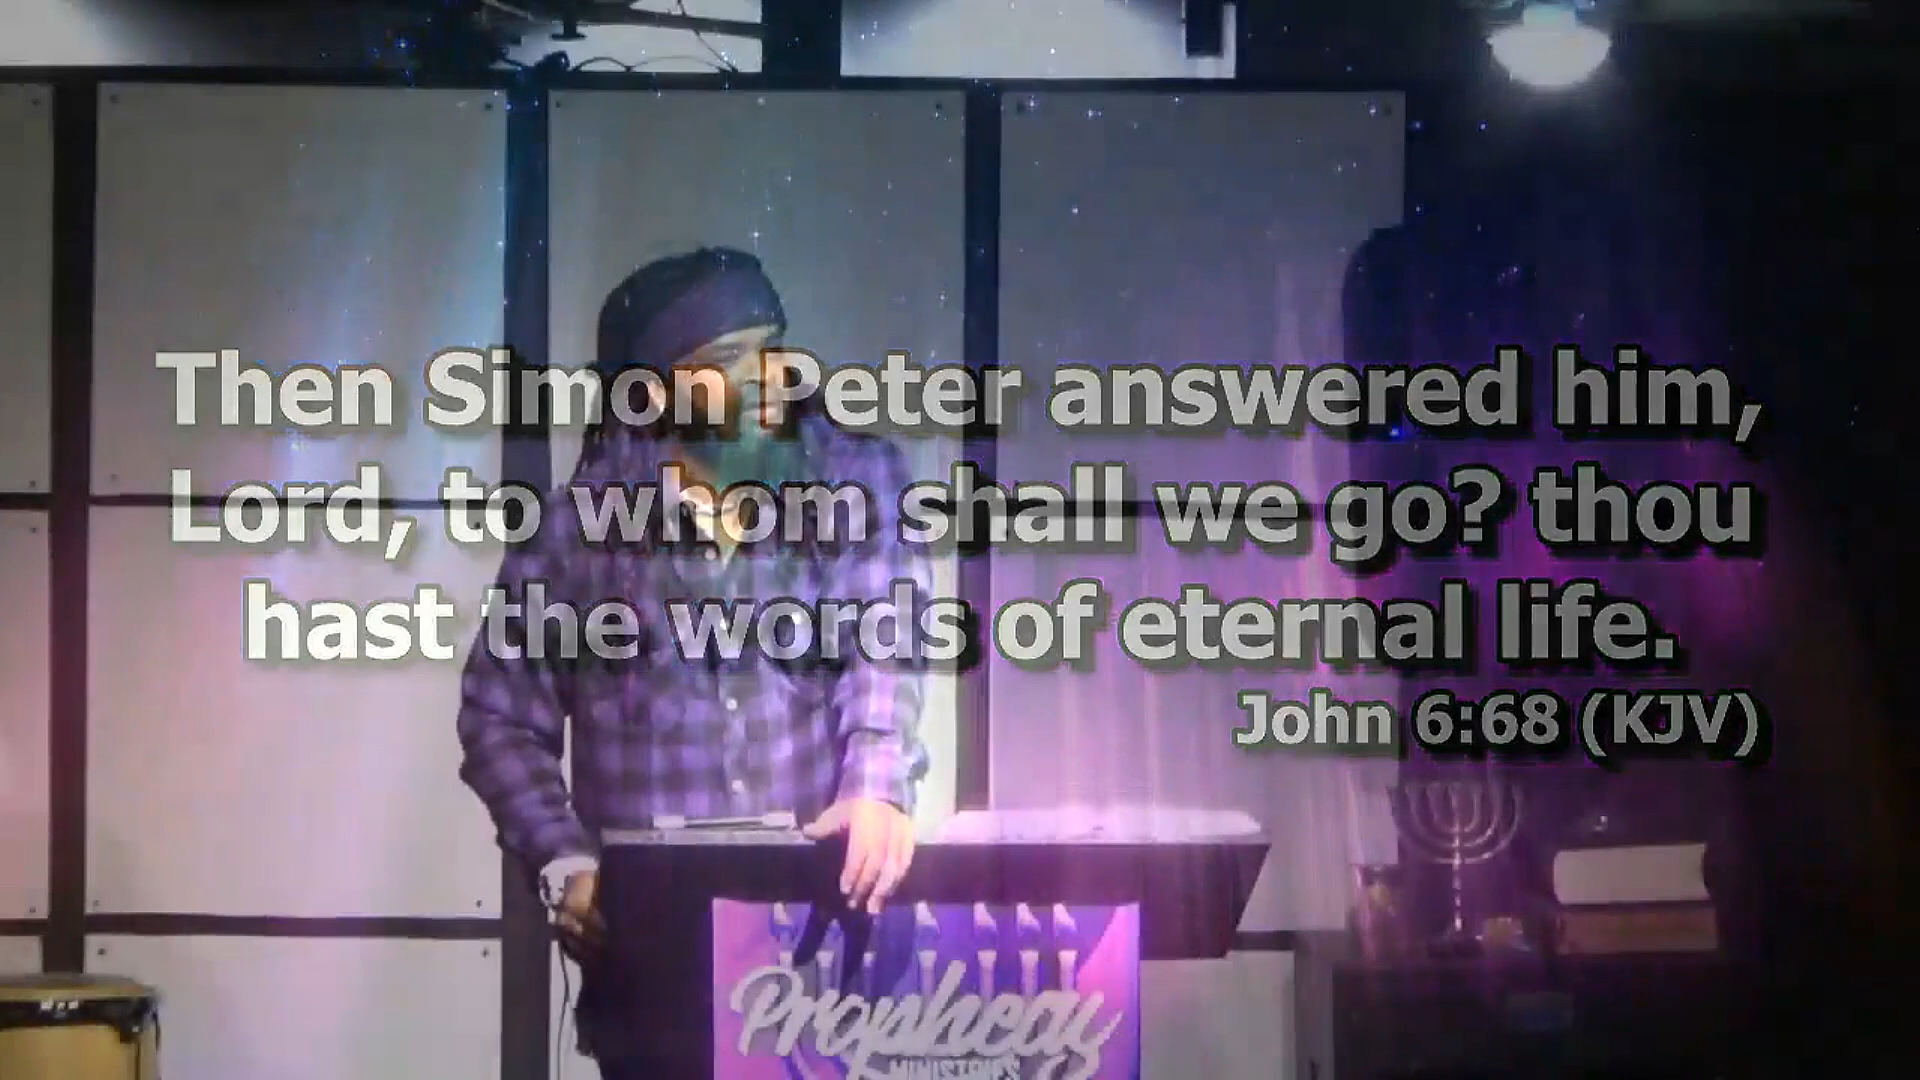 Then Simon Peter answered him,
Lord, to whom shall we go? thou
hast the words of eternal life.
John 6:68 (KJV)
Prophecy
MINISTRIES